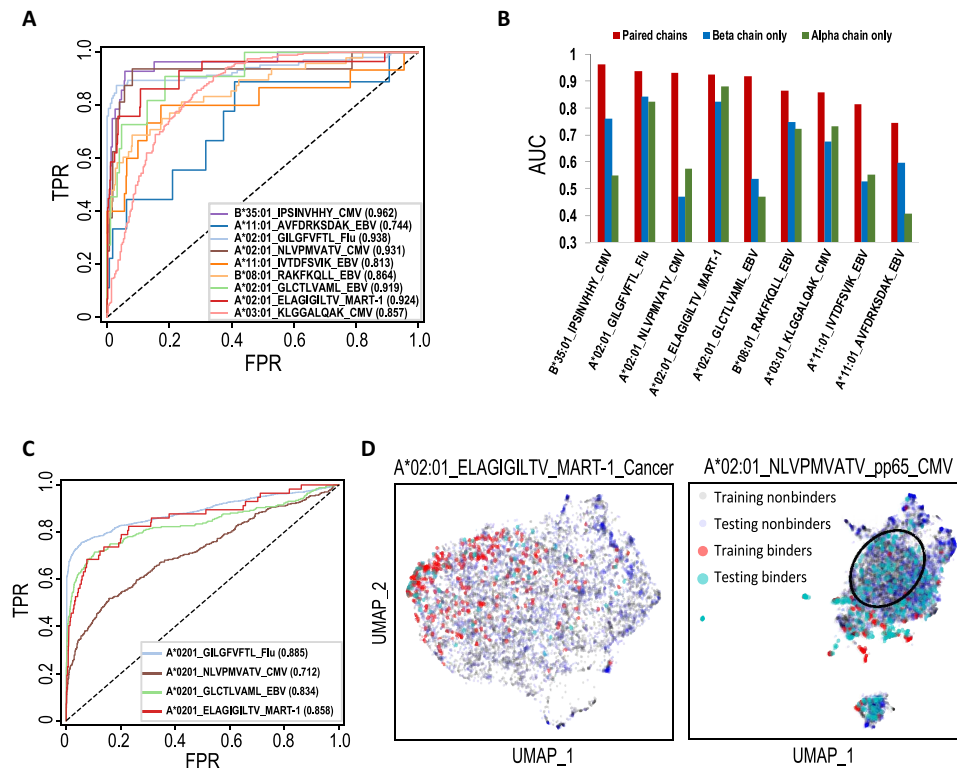 A
TPR
1.0
0.8
0.6
0.4
0.2
0
0
0.2
0.4
0.6
0.8
1.0
FPR
B*35:01_IPSINVHHY_CMV (0.962)
A*11:01_AVFDRKSDAK_EBV (0.744)
A*02:01_GILGFVFTL_Flu (0.938)
A*02:01_NLVPMVATV_CMV (0.931)
A*11:01_IVTDFSVIK_EBV (0.813)
B*08:01_RAKFKQLL_EBV (0.864)
A*02:01_GLCTLVAML_EBV (0.919)
A*02:01_ELAGIGILTV_MART-1 (0.924)
A*03:01_KLGGALQAK_CMV (0.857)
B
Paired chains
Beta chain only
Alpha chain only
AUC
1
0.9
0.8
0.7
0.6
0.5
0.4
0.3
B*35:01_IPSINVHHY_CMV
A*02:01_GILGFVFTL_Flu
A*02:01_NLVPMVATV_CMV
A*02:01_ELAGIGILTV_MART-1
A*02:01_GLCTLVAML_EBV
B*08:01_RAKFKQLL_EBV
A*03:01_KLGGALQAK_CMV
A*11:01_IVTDFSVIK_EBV
A*11:01_AVFDRKSDAK_EBV
C
TPR
1.0
0.8
0.6
0.4
0.2
0
0
0.2
0.4
0.6
0.8
1.0
FPR
A*0201_GILGFVFTL_Flu (0.885)
A*0201_NLVPMVATV_CMV (0.712)
A*0201_GLCTLVAML_EBV (0.834)
A*0201_ELAGIGILTV_MART-1 (0.858)
D
A*02:01_ELAGIGILTV_MART-1_Cancer
UMAP_2
UMAP_1
A*02:01_NLVPMVATV_pp65_CMV
Training nonbinders
Testing nonbinders
Training binders
Testing binders
UMAP_1